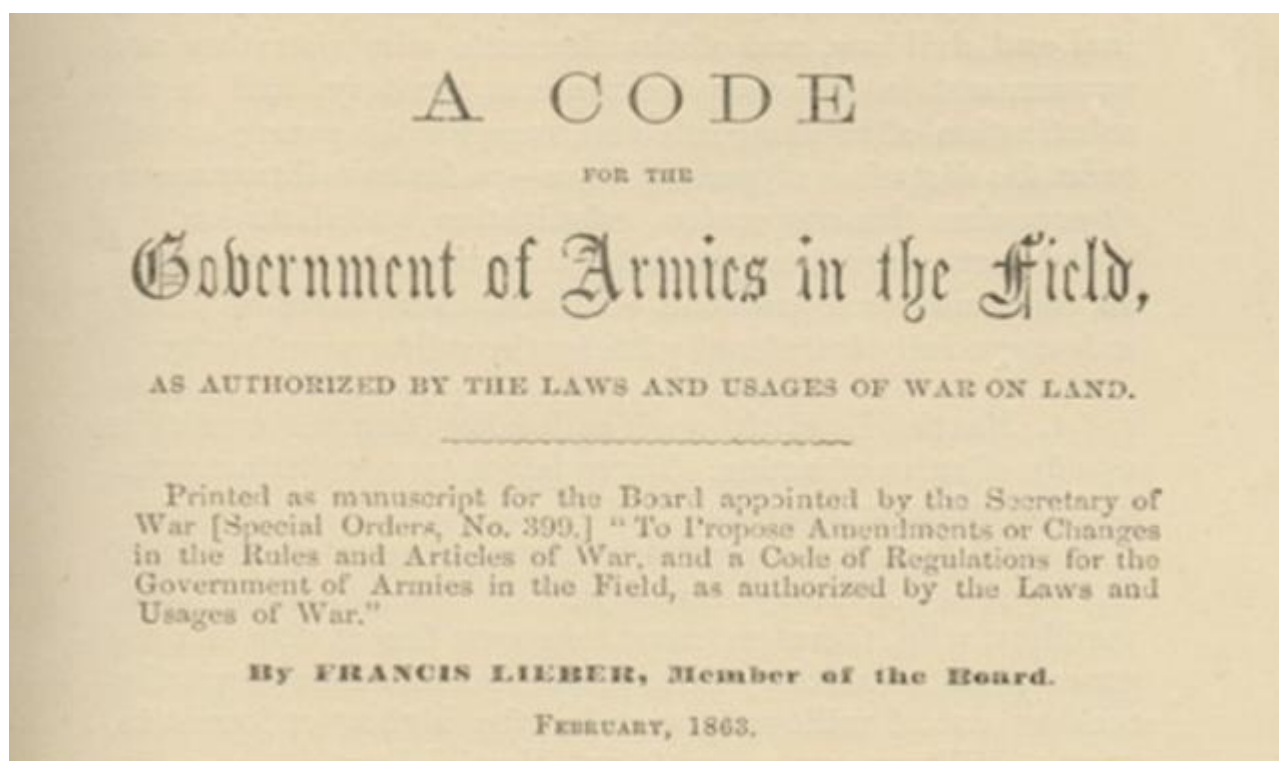 A CODE
FOR THE
Government of Armies in the Field,
AS AUTHORIZED BY THE LAWS AND USAGES OF WAR ON LAND.
Printed as manuscript for the Board appointed by the Secretary of
War [Special Orders, No. 399.] "To Propose Amendments or Changes
in the Rules and Articles of War, and a Code of Regulations for the
Government of Armies in the Field, as authorized by the Laws and
Usages of War."
By FRANCIS LIEBER, Member of the Board.
FEBRUARY, 1863.